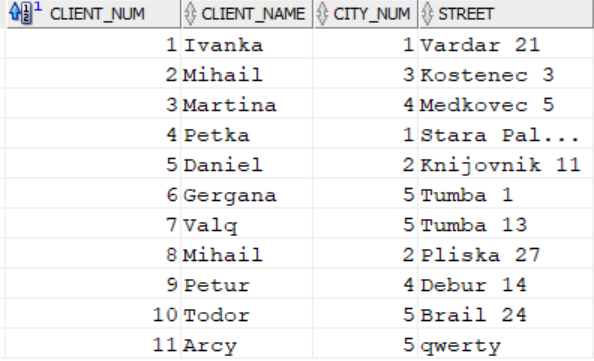 CLIENT_NUM CLIENT_NAME CITY_NUM STREET
1 Ivanka 1 Vardar 21
2 Mihail 3 Kostenec 3
3 Martina 4 Medkovec 5
4 Petka 1 Stara Pal...
5 Daniel 2 Knijovnik 11
6 Gergana 5 Tumba 1
7 Valq 5 Tumba 13
8 Mihail 2 Pliska 27
9 Petur 4 Debur 14
10 Todor 5 Brail 24
11 Arcy 5 qwerty